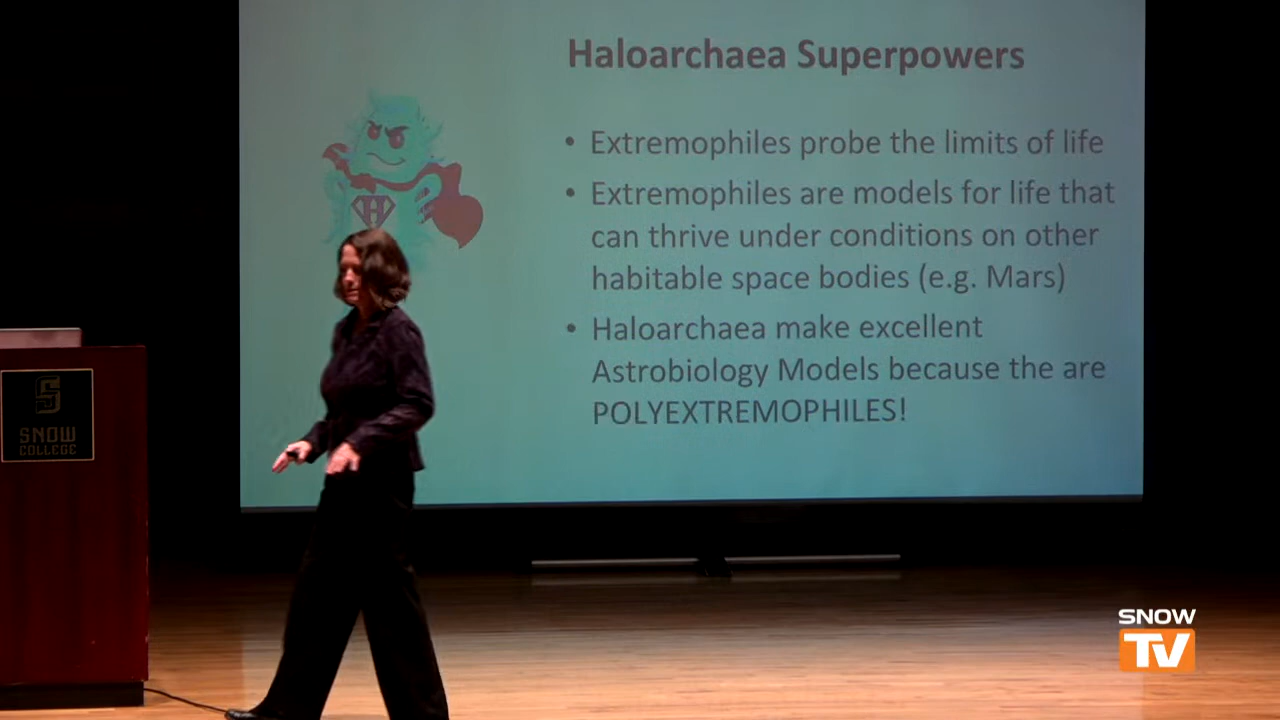 Haloarchaea Superpowers
• Extremophiles probe the limits of life
• Extremophiles are models for life that
can thrive under conditions on other
habitable space bodies (e.g. Mars)
• Haloarchaea make excellent
Astrobiology Models because the are
POLYEXTREMOPHILES!
H
S
SNOW
COLLEGE
SNOW
TV